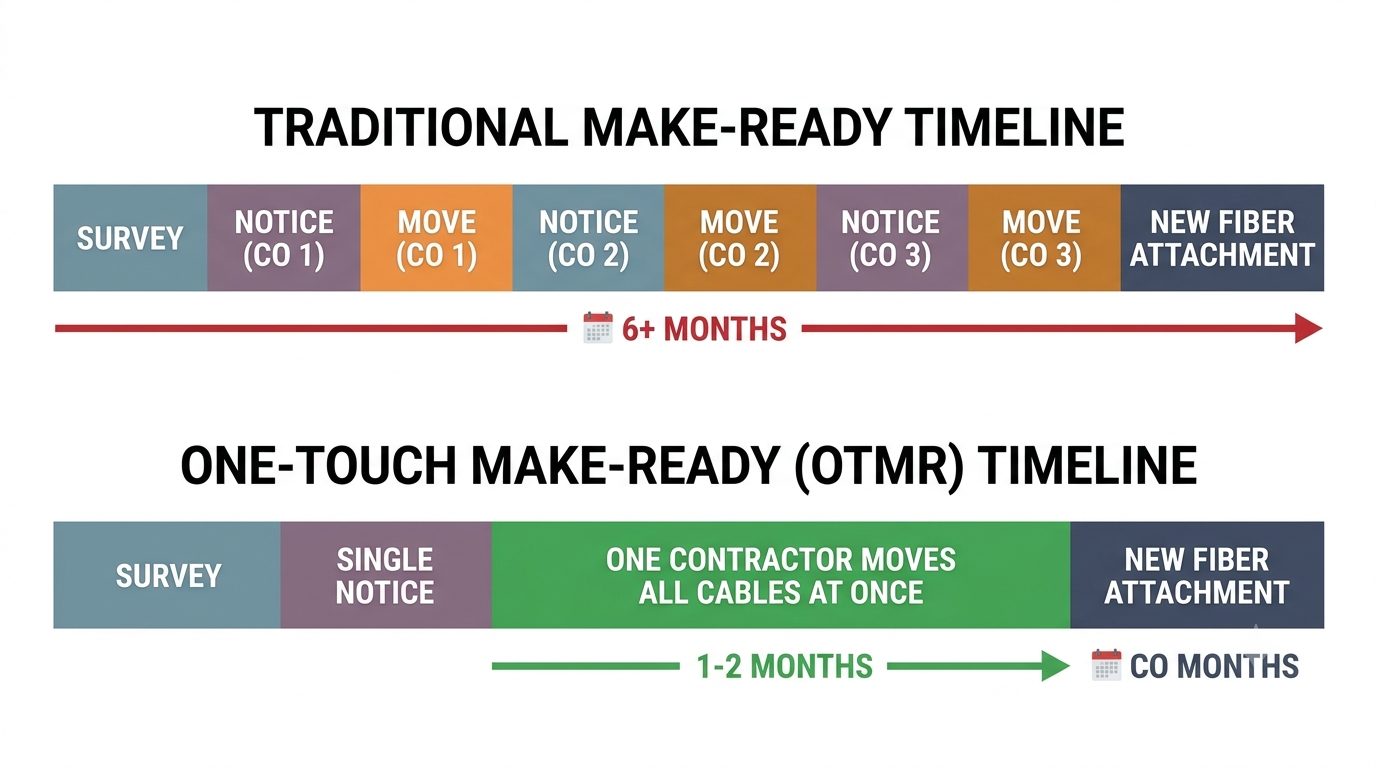 TRADITIONAL MAKE-READY TIMELINE
SURVEY
NOTICE
(CO 1)
MOVE
(CO 1)
NOTICE
(CO 2)
MOVE
(CO 2)
NOTICE
(CO 3)
MOVE
(CO 3)
NEW FIBER
ATTACHMENT
6+ MONTHS
ONE-TOUCH MAKE-READY (OTMR) TIMELINE
SURVEY
SINGLE
NOTICE
ONE CONTRACTOR MOVES
ALL CABLES AT ONCE
NEW FIBER
ATTACHMENT
1-2 MONTHS
CO MONTHS